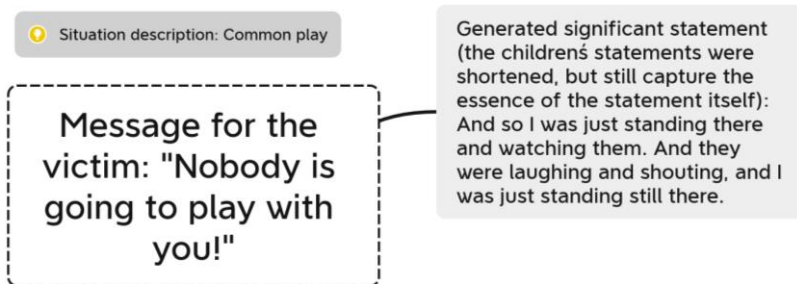 Situation description: Common play
Message for the
victim: "Nobody is
going to play with
you!"
Generated significant statement
(the childrenś statements were
shortened, but still capture the
essence of the statement itself):
And so I was just standing there
and watching them. And they
were laughing and shouting, and I
was just standing still there.